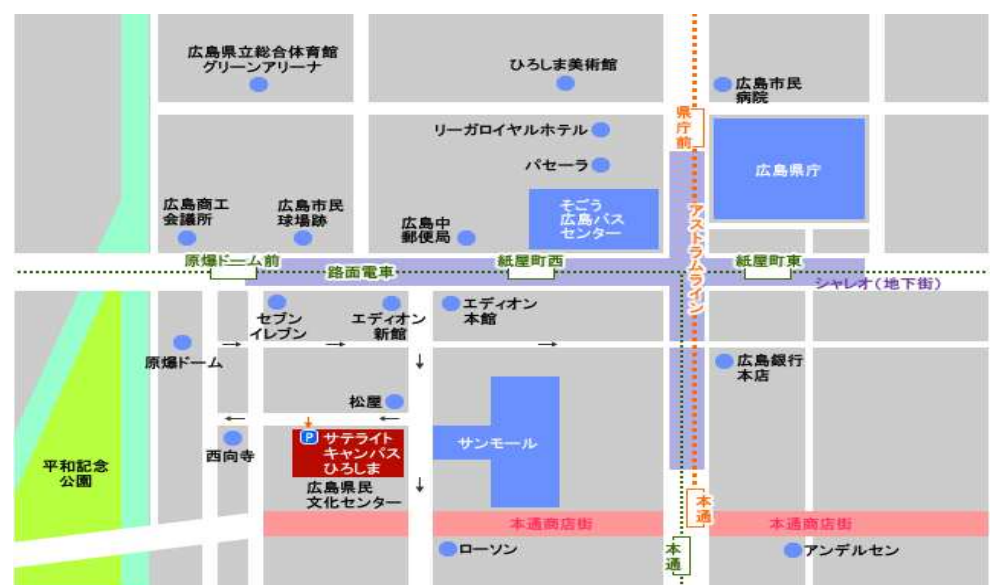 広島県立総合体育館
グリーンアリーナ
ひろしま美術館
広島市民
病院
県庁前
リーガロイヤルホテル
パセーラ
広島県庁
そごう
広島バス
センター
アストラムライン
広島商工
会議所
広島市民
球場跡
広島中
郵便局
原爆ドーム前
路面電車
紙屋町西
紙屋町東
シャレオ(地下街)
セブン
イレブン
エディオン
新館
エディオン
本館
原爆ドーム
広島銀行
本店
松屋
P
サテライト
キャンパス
ひろしま
サンモール
西向寺
平和記念
公園
広島県民
文化センター
本通
本通商店街
本通商店街
ローソン
本通
アンデルセン